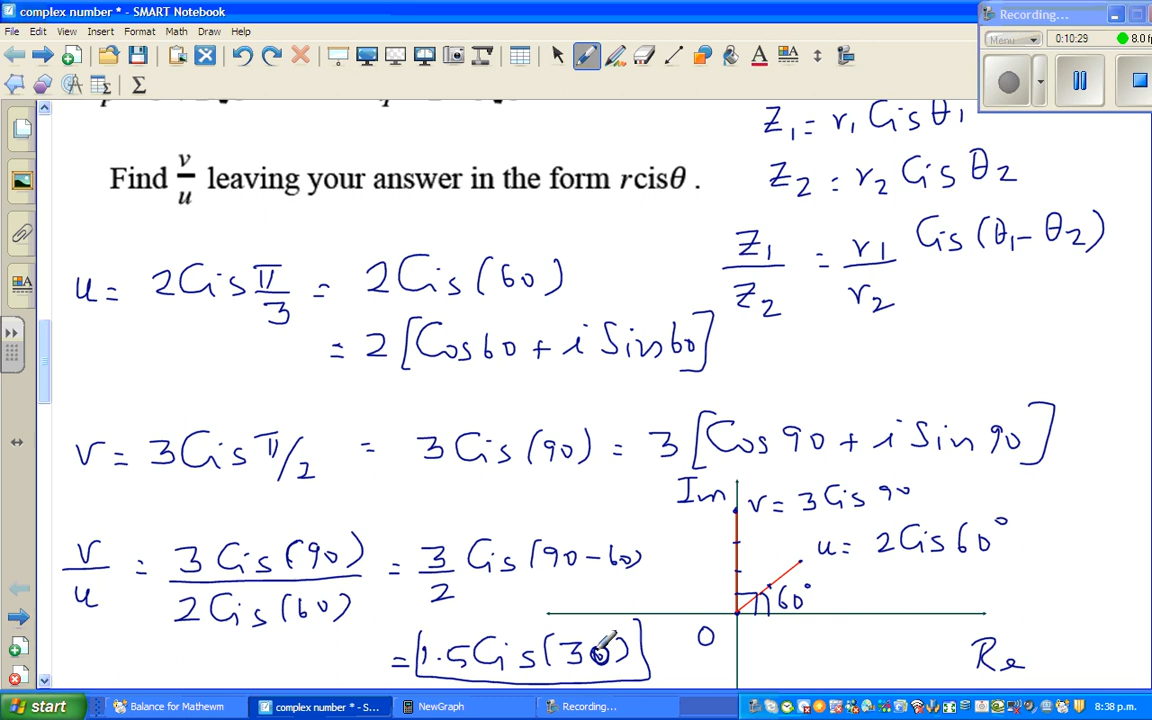 complex number * - SMART Notebook
Recording...
File Edit View Insert Format Math Draw Help
Menu
0:10:29
8.0 f
Find v/u leaving your answer in the form r cis θ .
Z₁ = r₁ Cis θ₁
Z₂ = r₂ Cis θ₂
Z₁/Z₂ = r₁/r₂ Cis (θ₁ - θ₂)
u = 2 Cis π/3 = 2 Cis (60)
= 2 [Cos 60 + i Sin 60]
v = 3 Cis π/2 = 3 Cis (90) = 3 [Cos 90 + i Sin 90]
Im
v = 3 Cis 90
u = 2 Cis 60°
60°
0
Re
v/u = 3 Cis (90) / 2 Cis (60) = 3/2 Cis (90 - 60)
= 1.5 Cis (30)
start
Balance for Mathewm
complex number * - S...
NewGraph
Recording...
8:38 p.m.